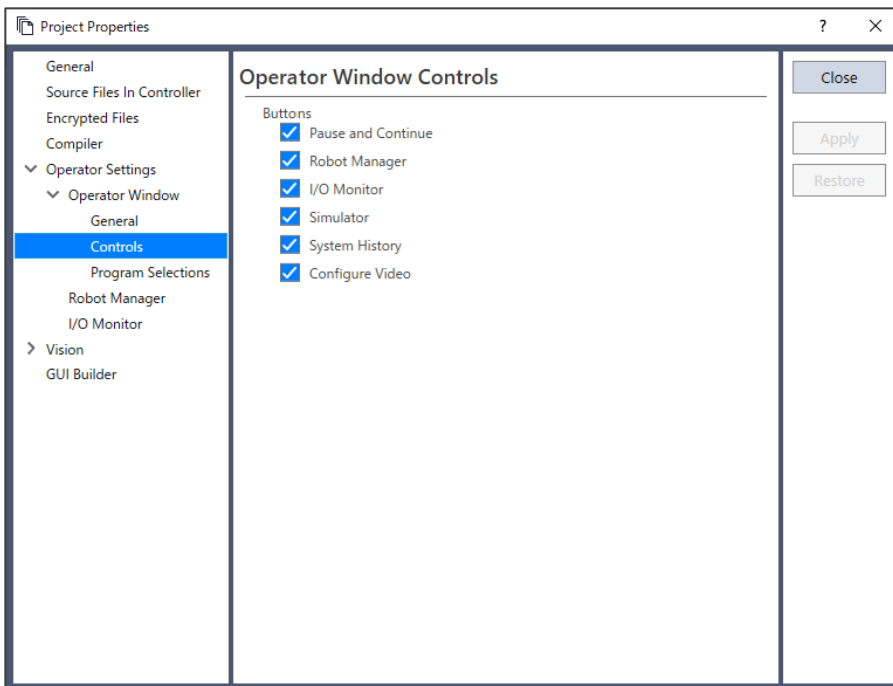 Project Properties
?
General
Source Files In Controller
Encrypted Files
Compiler
Operator Settings
Operator Window
General
Controls
Program Selections
Robot Manager
I/O Monitor
Vision
GUI Builder
Operator Window Controls
Buttons
Pause and Continue
Robot Manager
I/O Monitor
Simulator
System History
Configure Video
Close
Apply
Restore